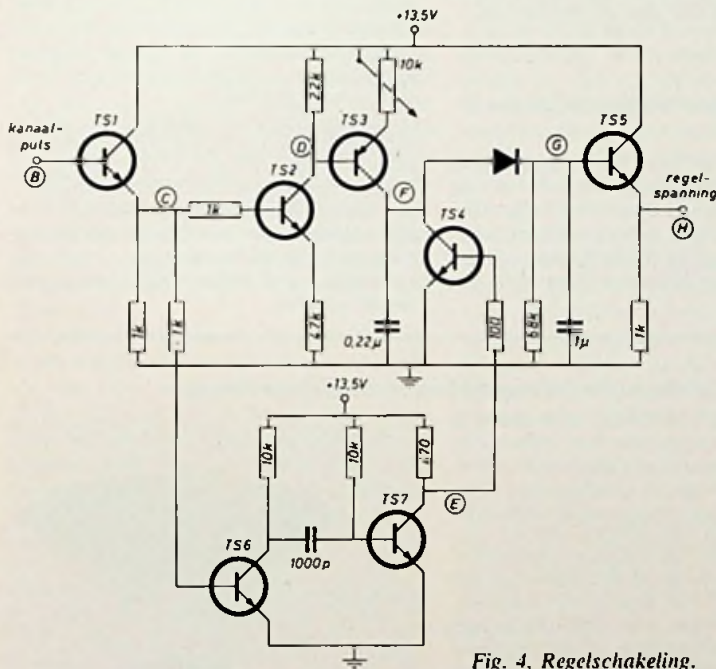 +13,5V
TS1
kanaal-
puls
B
C
1k
TS2
22k
D
TS3
10k
F
TS4
G
TS5
regel-
spanning
H
1k
1k
47k
0,22µ
100
68k
1µ
1k
+13,5V
10k
10k
470
E
TS7
TS6
1000p
Fig. 4. Regelschakeling.